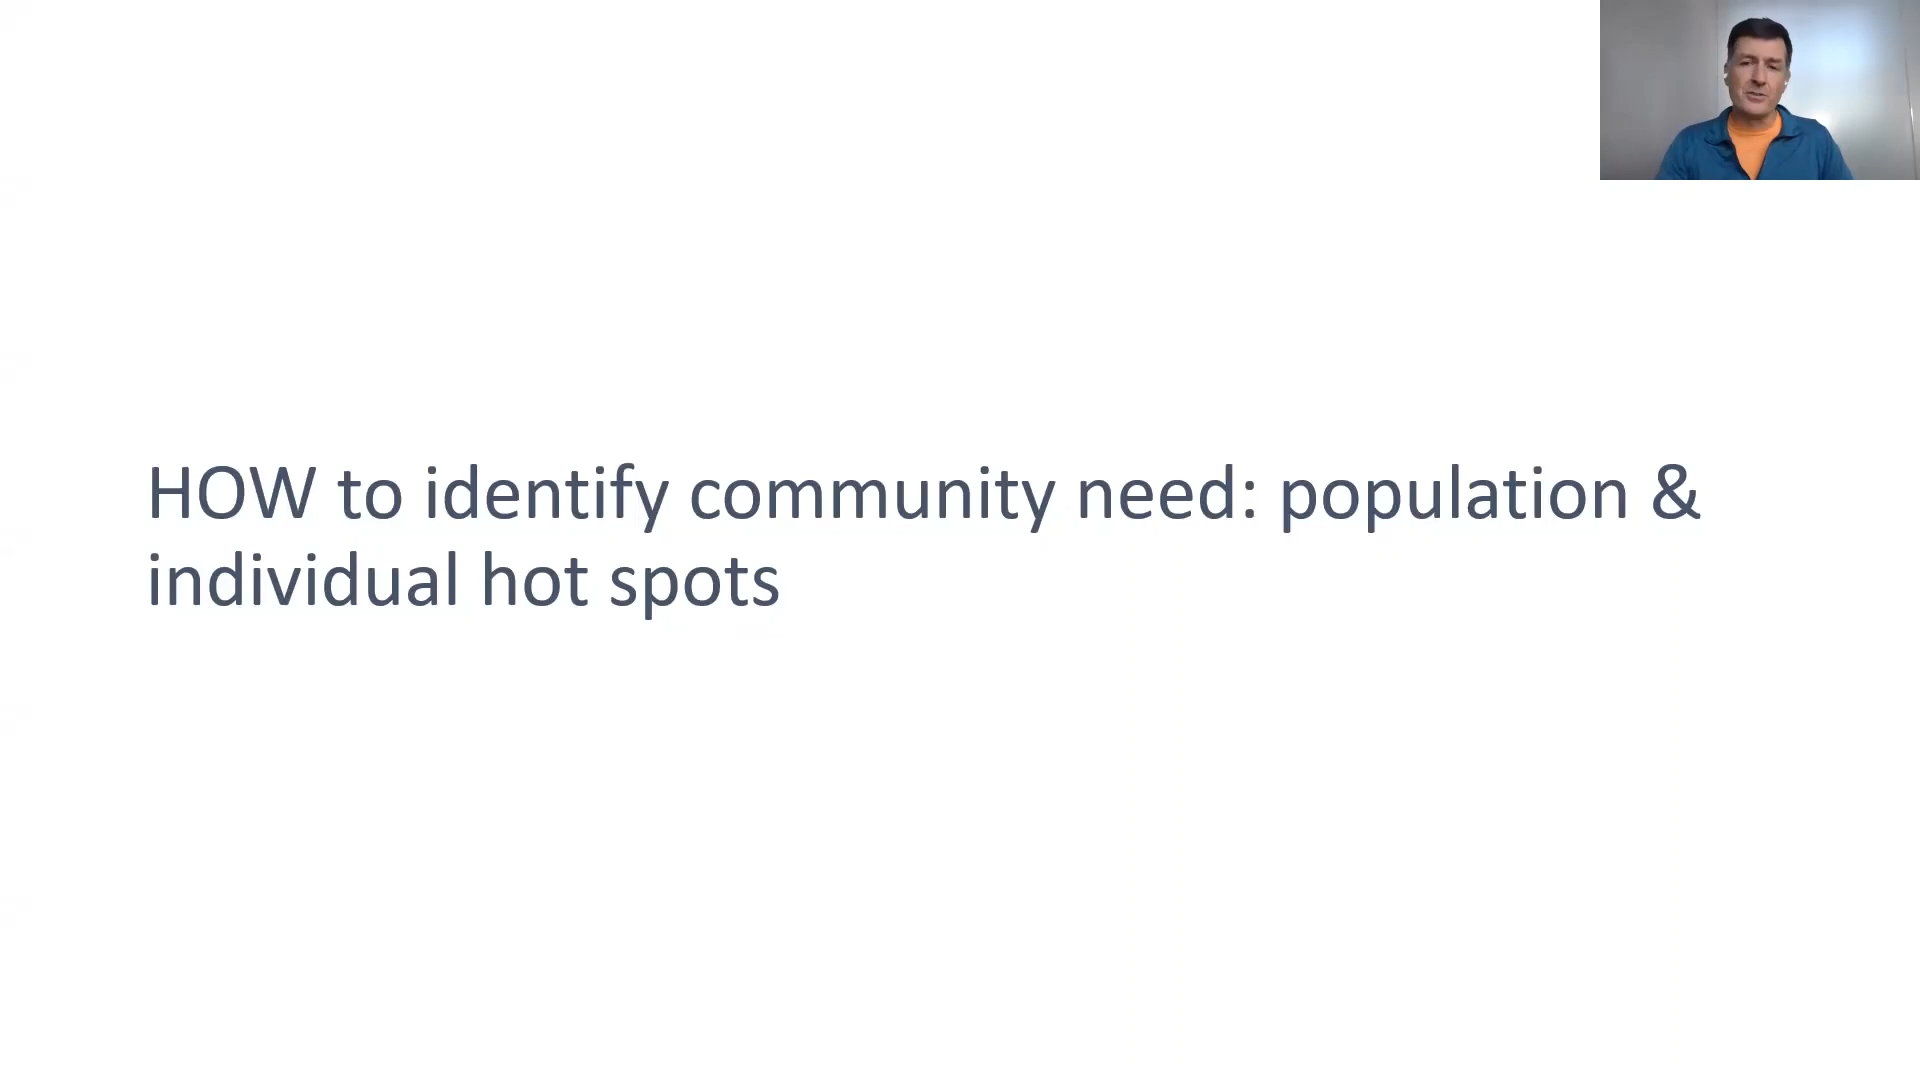 HOW to identify community need: population &
individual hot spots